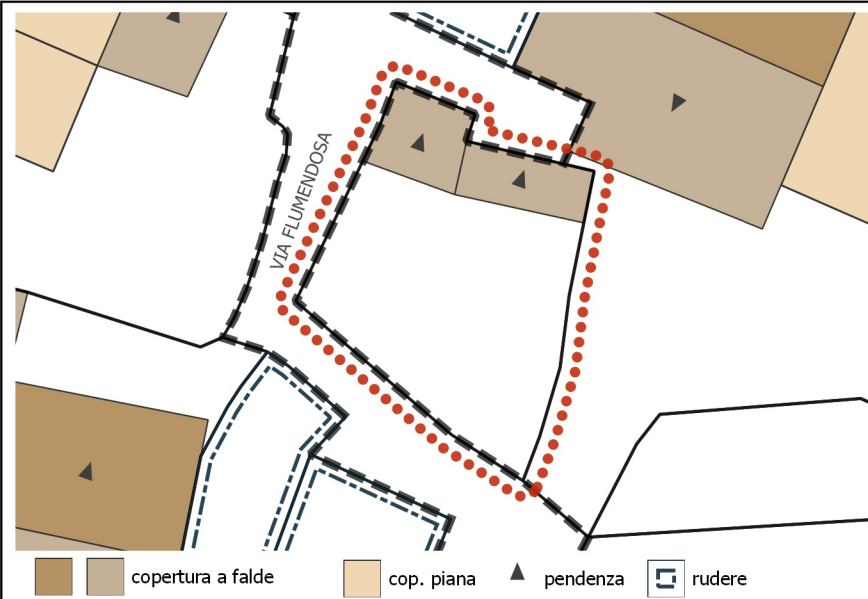 VIA FLUMENDOSA
copertura a falde
cop. piana
pendenza
rudere